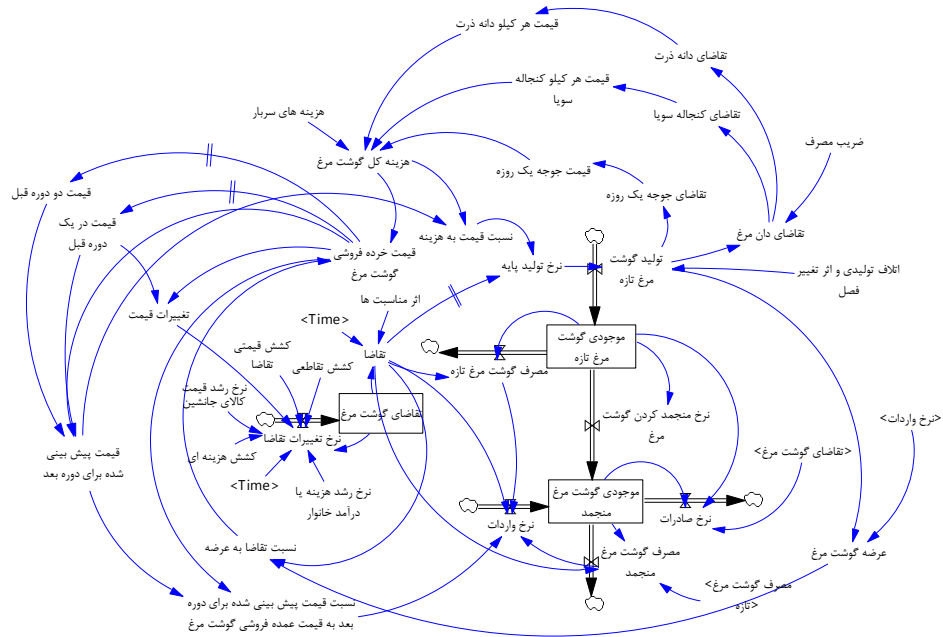 قیمت هر کیلو دانه ذرت
تقاضای دانه ذرت
قیمت هر کیلو کنجاله
سویا
تقاضای کنجاله سویا
هزینه های سربار
ضریب مصرف
هزینه کل گوشت مرغ
قیمت جوجه یک روزه
قیمت دو دوره قبل
تقاضای جوجه یک روزه
قیمت در یک
دوره قبل
نسبت قیمت به هزینه
تقاضای دان مرغ
قیمت خرده فروشی
گوشت مرغ
نرخ تولید پایه
تولید گوشت
مرغ تازه
اتلاف تولیدی و اثر تغییر
فصل
اثر مناسبت ها
تغییرات قیمت
<Time>
موجودی گوشت
مرغ تازه
کشش قیمتی
تقاضا
تقاضا
کشش تقاطعی
مصرف گوشت مرغ تازه
نرخ رشد قیمت
کالای جانشین
تقاضای گوشت مرغ
نرخ منجمد کردن گوشت
مرغ
<نرخ واردات>
نرخ تغییرات تقاضا
قیمت پیش بینی
شده برای دوره بعد
کشش هزینه ای
<تقاضای گوشت مرغ>
<Time>
نرخ رشد هزینه یا
درآمد خانوار
موجودی گوشت مرغ
منجمد
نرخ واردات
نرخ صادرات
نسبت تقاضا به عرضه
مصرف گوشت مرغ
منجمد
عرضه گوشت مرغ
<مصرف گوشت مرغ
تازه>
نسبت قیمت پیش بینی شده برای دوره
بعد به قیمت عمده فروشی گوشت مرغ